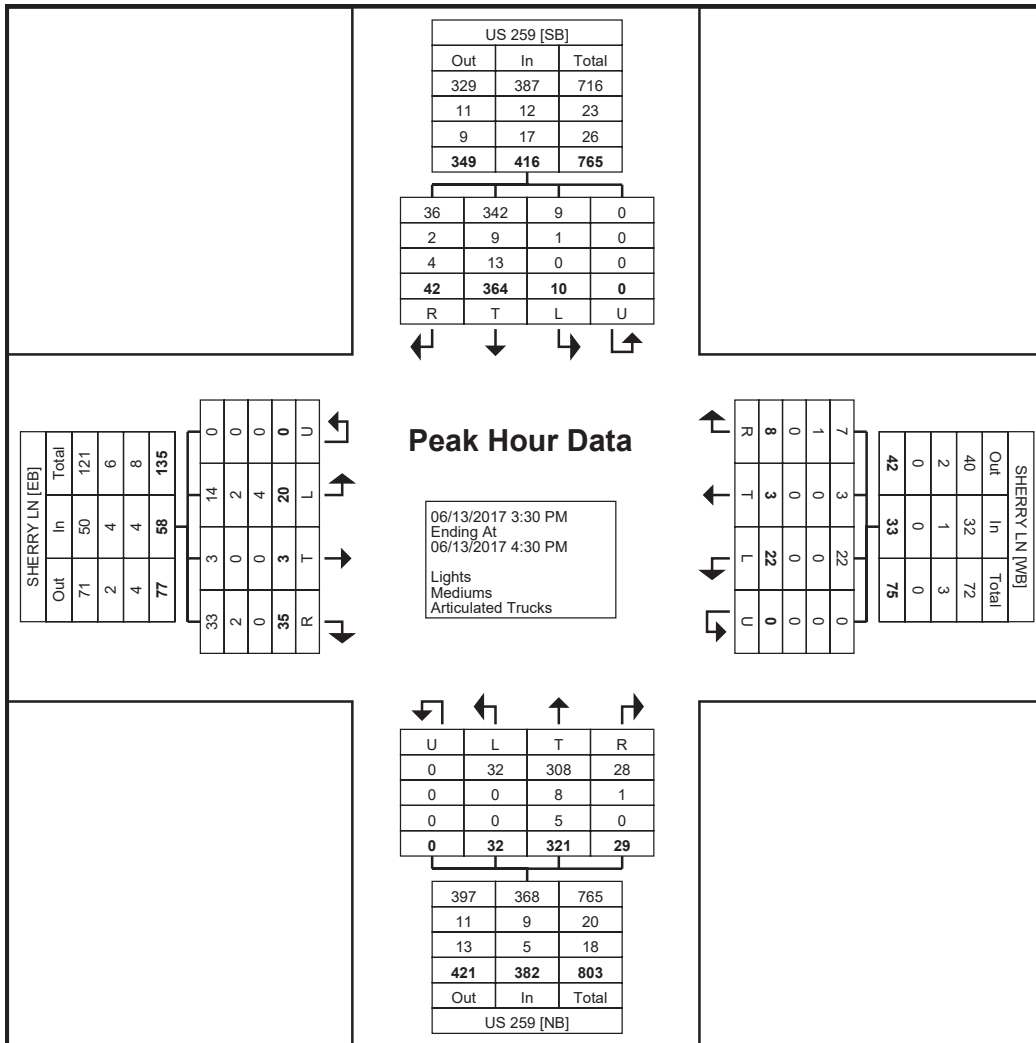 US 259 [SB]
Out In Total
329 387 716
11 12 23
9 17 26
349 416 765
36 342 9 0
2 9 1 0
4 13 0 0
42 364 10 0
R T L U
SHERRY LN [EB]
Total In Out
121 50 71
6 4 2
8 4 4
135 58 77
0 14 3 33
0 2 0 2
0 4 0 0
0 20 3 35
U L T R
Peak Hour Data
06/13/2017 3:30 PM
Ending At
06/13/2017 4:30 PM
Lights
Mediums
Articulated Trucks
R T L U
8 3 22 0
0 0 0 0
1 0 0 0
7 3 22 0
42 33 75
0 0 0
2 1 3
40 32 72
Out In Total
SHERRY LN [WB]
U L T R
0 32 308 28
0 0 8 1
0 0 5 0
0 32 321 29
397 368 765
11 9 20
13 5 18
421 382 803
Out In Total
US 259 [NB]